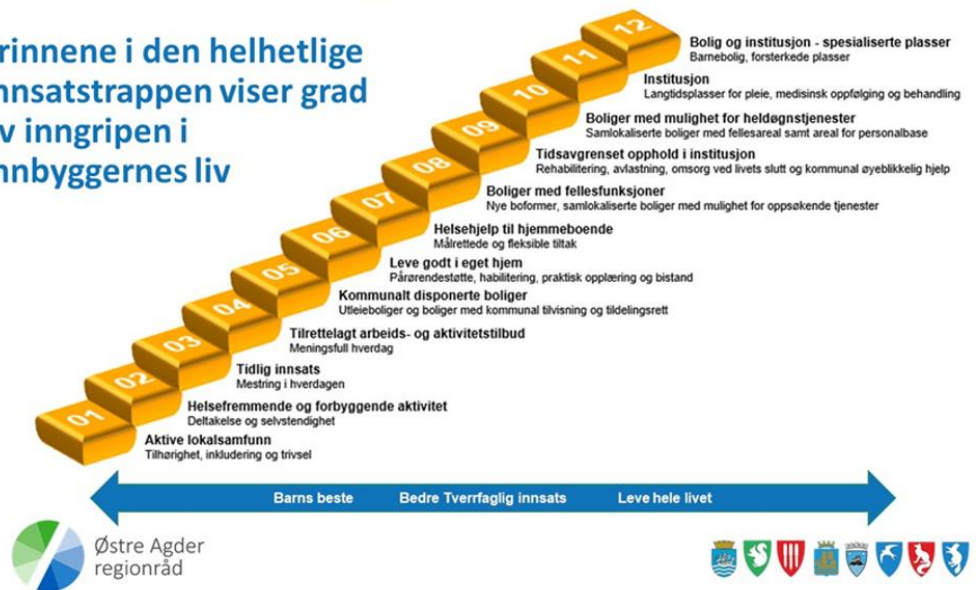 rinnene i den helhetlige
nnsatstrappen viser grad
v inngripen i
nnbyggernes liv
12
Bolig og institusjon - spesialiserte plasser
Barnebolig, forsterkede plasser
11
Institusjon
Langtidsplasser for pleie, medisinsk oppfølging og behandling
10
Boliger med mulighet for heldøgnstjenester
Samlokaliserte boliger med fellesareal samt areal for personalbase
09
Tidsavgrenset opphold i institusjon
Rehabilitering, avlastning, omsorg ved livets slutt og kommunal øyeblikkelig hjelp
08
Boliger med fellesfunksjoner
Nye boformer, samlokaliserte boliger med mulighet for oppsøkende tjenester
07
Helsehjelp til hjemmeboende
Målrettede og fleksible tiltak
06
Leve godt i eget hjem
Pårørendestøtte, habilitering, praktisk opplæring og bistand
05
Kommunalt disponerte boliger
Utleieboliger og boliger med kommunal tilvisning og tildelingsrett
04
Tilrettelagt arbeids- og aktivitetstilbud
Meningsfull hverdag
03
Tidlig innsats
Mestring i hverdagen
02
Helsefremmende og forbyggende aktivitet
Deltakelse og selvstendighet
01
Aktive lokalsamfunn
Tilhørighet, inkludering og trivsel
Barns beste Bedre Tverrfaglig innsats Leve hele livet
Østre Agder
regionråd